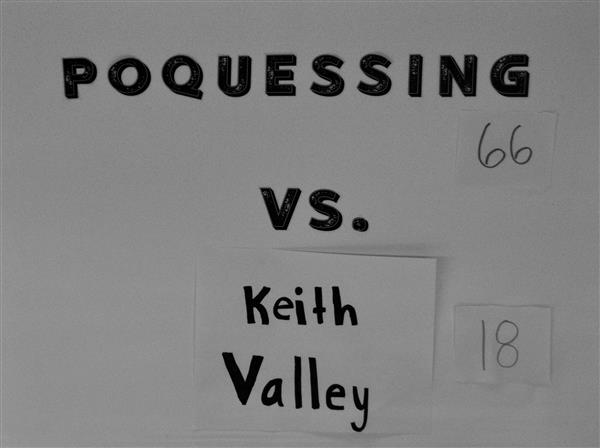 POQUESSING
66
VS.
Keith
Valley
18